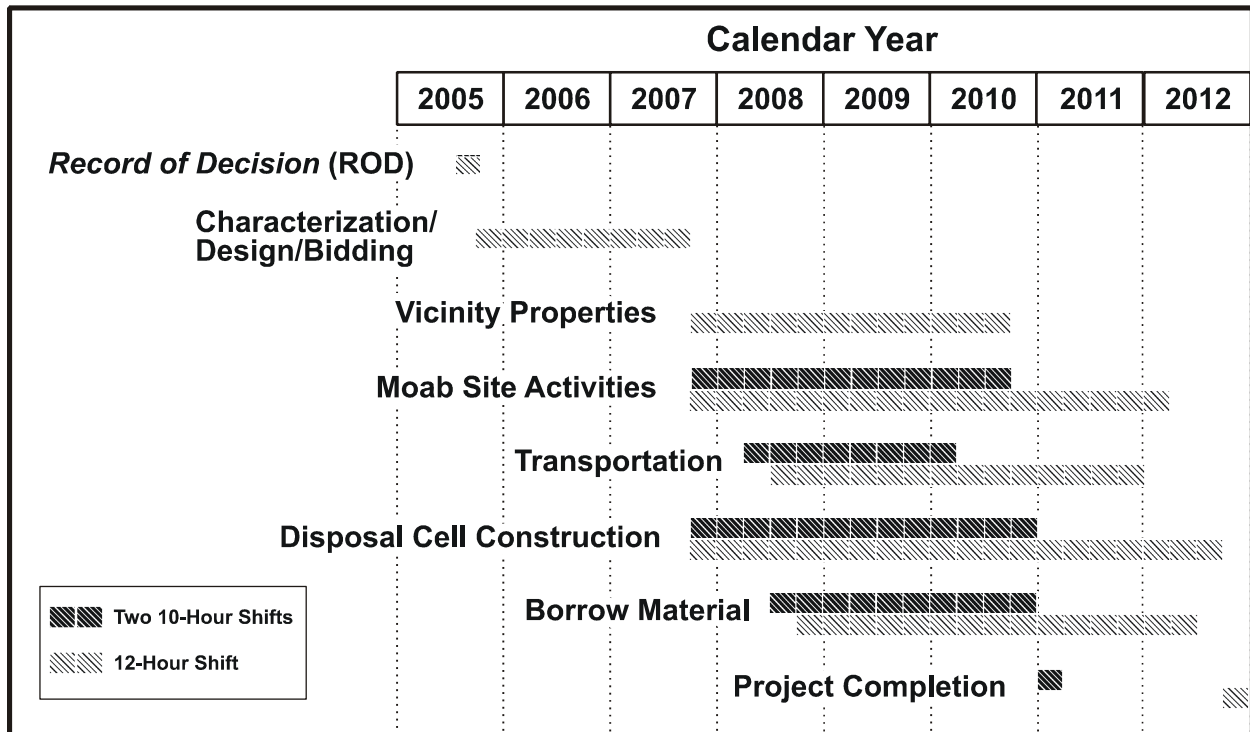 Calendar Year
2005 2006 2007 2008 2009 2010 2011 2012
Record of Decision (ROD)
Characterization/
Design/Bidding
Vicinity Properties
Moab Site Activities
Transportation
Disposal Cell Construction
Borrow Material
Project Completion
Two 10-Hour Shifts
12-Hour Shift